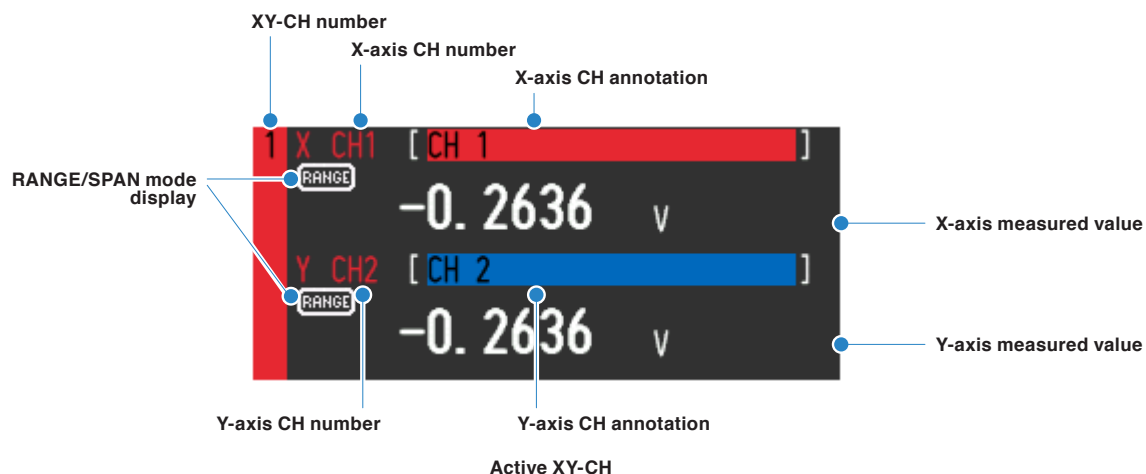 XY-CH number
X-axis CH number
X-axis CH annotation
1 X CH1 [CH 1]
RANGE/SPAN mode
display
RANGE
-0. 2636 V
X-axis measured value
Y CH2 [CH 2]
RANGE
-0. 2636 V
Y-axis measured value
Y-axis CH number
Y-axis CH annotation
Active XY-CH